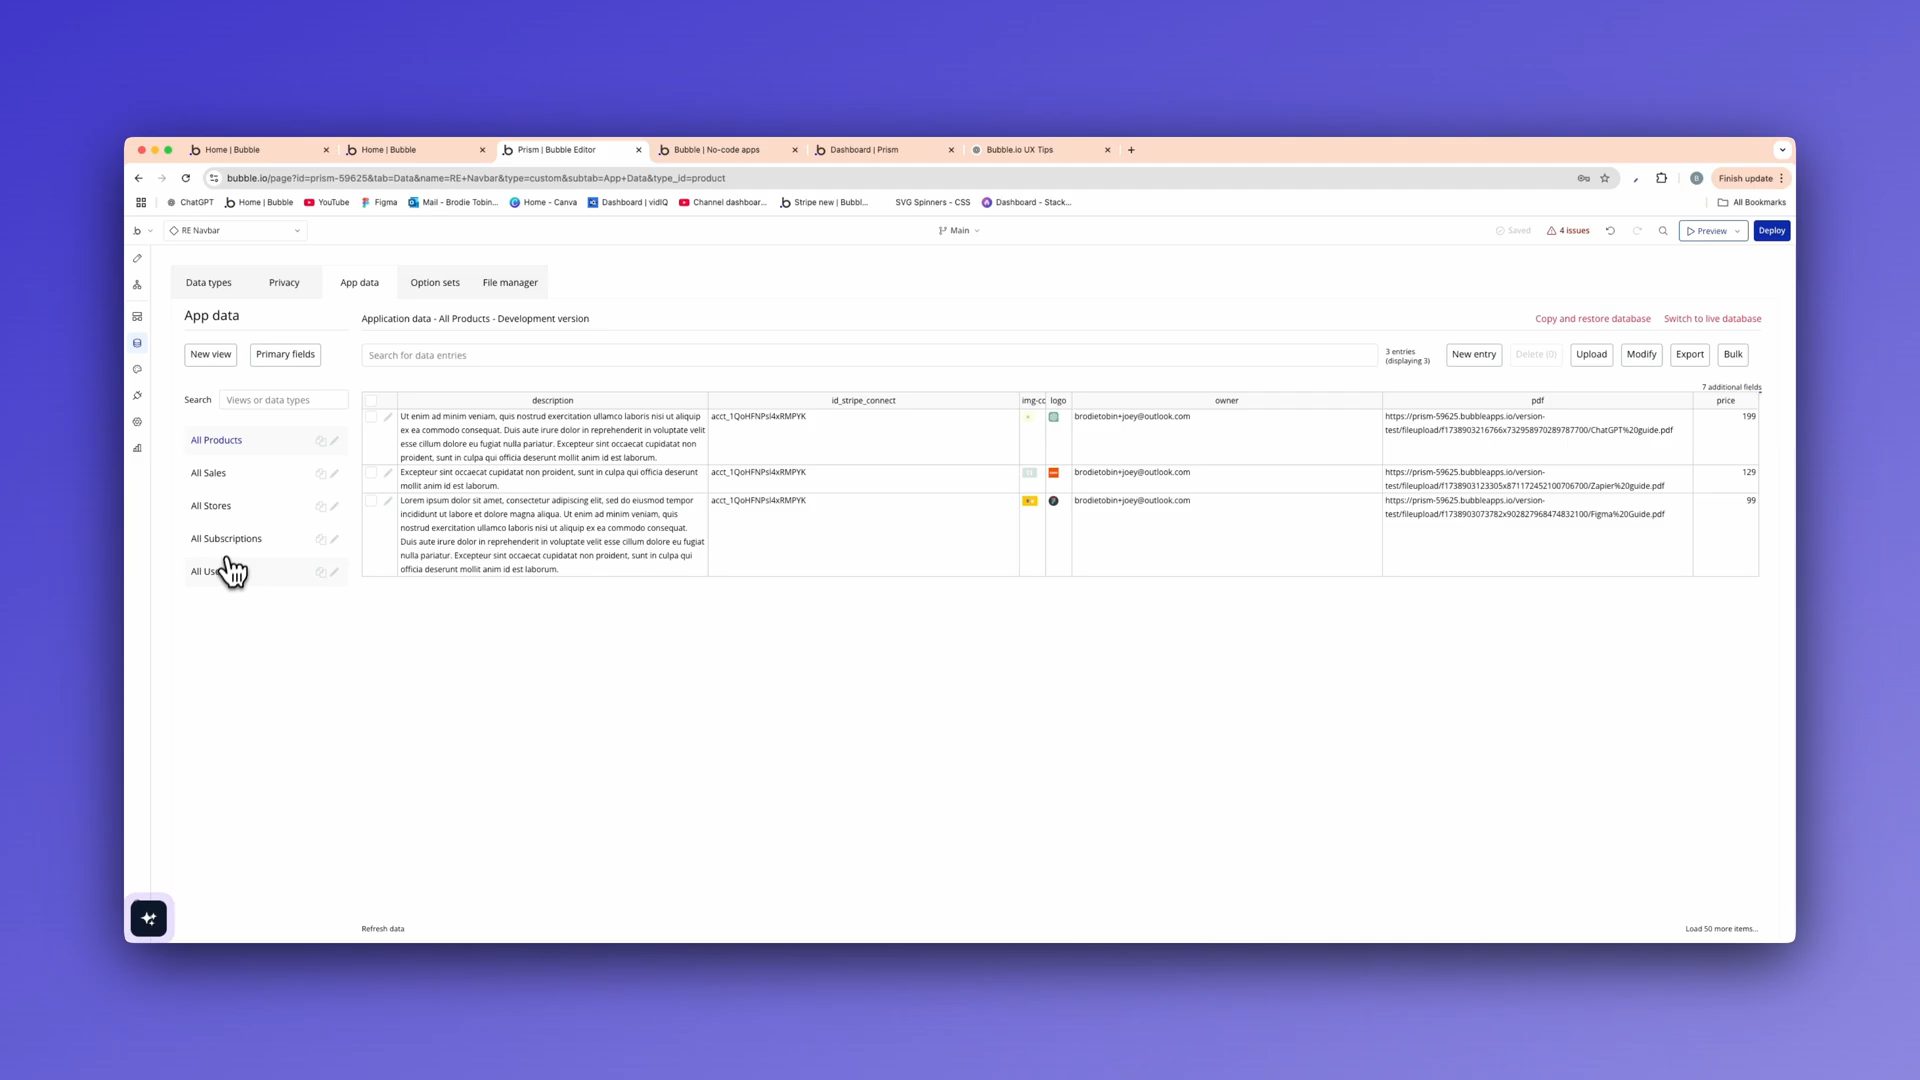 Home | Bubble
Home | Bubble
Prism | Bubble Editor
Bubble | No-code apps
Dashboard | Prism
Bubble.io UX Tips
bubble.io/page?id=prism-59625&tab=Data&name=RE+Navbar&type=custom&subtab=App+Data&type_id=product
Finish update
ChatGPT
Home | Bubble
YouTube
Figma
Mail - Brodie Tobin...
Home - Canva
Dashboard | vidIQ
Channel dashboar...
Stripe new | Bubbl...
SVG Spinners - CSS
Dashboard - Stack...
All Bookmarks
RE Navbar
Main
Saved
4 issues
Preview
Deploy
Data types
Privacy
App data
Option sets
File manager
App data
Application data - All Products - Development version
Copy and restore database
Switch to live database
New view
Primary fields
Search for data entries
3 entries
(displaying 3)
New entry
Delete (0)
Upload
Modify
Export
Bulk
7 additional fields
Search
Views or data types
All Products
All Sales
All Stores
All Subscriptions
description
id_stripe_connect
img-co
logo
owner
pdf
price
Ut enim ad minim veniam, quis nostrud exercitation ullamco laboris nisi ut aliquip
ex ea commodo consequat. Duis aute irure dolor in reprehenderit in voluptate velit
esse cillum dolore eu fugiat nulla pariatur. Excepteur sint occaecat cupidatat non
proident, sunt in culpa qui officia deserunt mollit anim id est laborum.
acct_1QoHFNPsl4xRMPYK
brodietobin+joey@outlook.com
https://prism-59625.bubbleapps.io/version-
test/fileupload/f1738903216766x732958970289787700/ChatGPT%20guide.pdf
199
Excepteur sint occaecat cupidatat non proident, sunt in culpa qui officia deserunt
mollit anim id est laborum.
acct_1QoHFNPsl4xRMPYK
brodietobin+joey@outlook.com
https://prism-59625.bubbleapps.io/version-
test/fileupload/f1738903123305x871172452100706700/Zapier%20guide.pdf
129
Lorem ipsum dolor sit amet, consectetur adipiscing elit, sed do eiusmod tempor
incididunt ut labore et dolore magna aliqua. Ut enim ad minim veniam, quis
nostrud exercitation ullamco laboris nisi ut aliquip ex ea commodo consequat.
Duis aute irure dolor in reprehenderit in voluptate velit esse cillum dolore eu fugiat
nulla pariatur. Excepteur sint occaecat cupidatat non proident, sunt in culpa qui
officia deserunt mollit anim id est laborum.
acct_1QoHFNPsl4xRMPYK
brodietobin+joey@outlook.com
https://prism-59625.bubbleapps.io/version-
test/fileupload/f1738903073782x902827968474832100/Figma%20Guide.pdf
99
Refresh data
Load 50 more items...